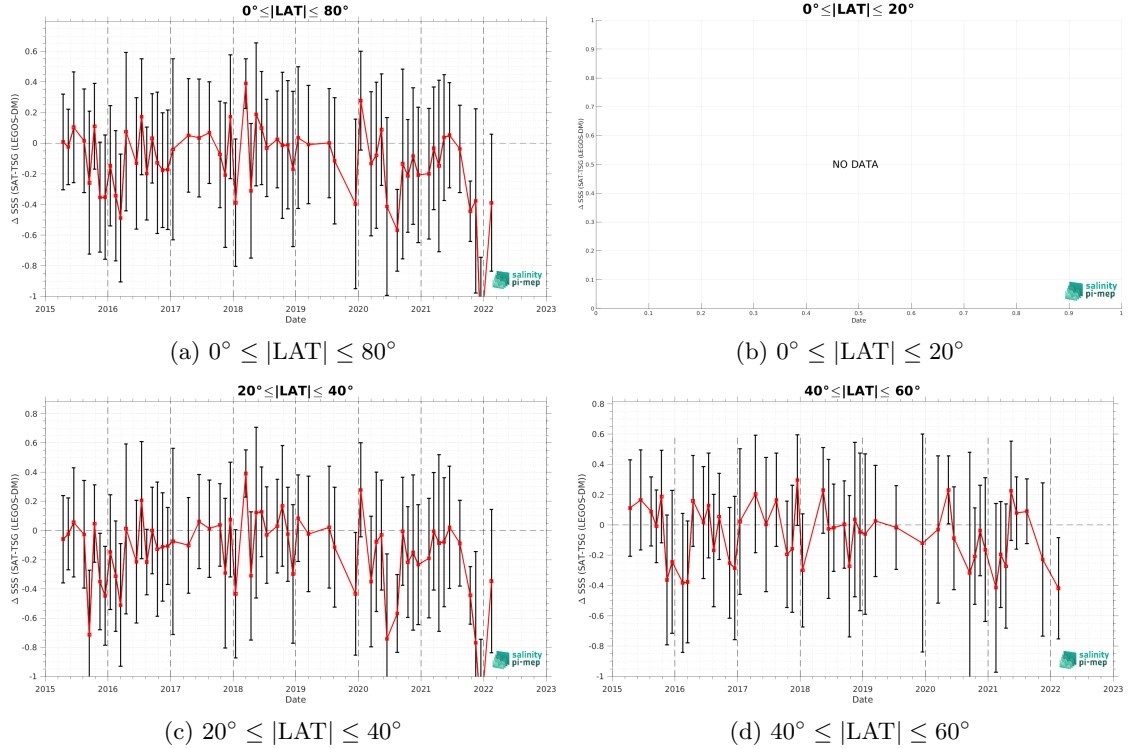 0°≤|LAT|≤ 80°
Δ SSS (SAT-TSG (LEGOS-DM))
0.6
0.4
0.2
0
-0.2
-0.4
-0.6
-0.8
-1
2015 2016 2017 2018 2019 2020 2021 2022 2023
Date
salinity
pi-mep
(a) 0° ≤ |LAT| ≤ 80°
0°≤|LAT|≤ 20°
Δ SSS (SAT-TSG (LEGOS-DM))
1
0.9
0.8
0.7
0.6
0.5
0.4
0.3
0.2
0.1
0
NO DATA
0 0.1 0.2 0.3 0.4 0.5 0.6 0.7 0.8 0.9 1
Date
salinity
pi-mep
(b) 0° ≤ |LAT| ≤ 20°
20°≤|LAT|≤ 40°
Δ SSS (SAT-TSG (LEGOS-DM))
0.8
0.6
0.4
0.2
0
-0.2
-0.4
-0.6
-0.8
-1
2015 2016 2017 2018 2019 2020 2021 2022 2023
Date
salinity
pi-mep
(c) 20° ≤ |LAT| ≤ 40°
40°≤|LAT|≤ 60°
Δ SSS (SAT-TSG (LEGOS-DM))
0.8
0.6
0.4
0.2
0
-0.2
-0.4
-0.6
-0.8
-1
2015 2016 2017 2018 2019 2020 2021 2022 2023
Date
salinity
pi-mep
(d) 40° ≤ |LAT| ≤ 60°